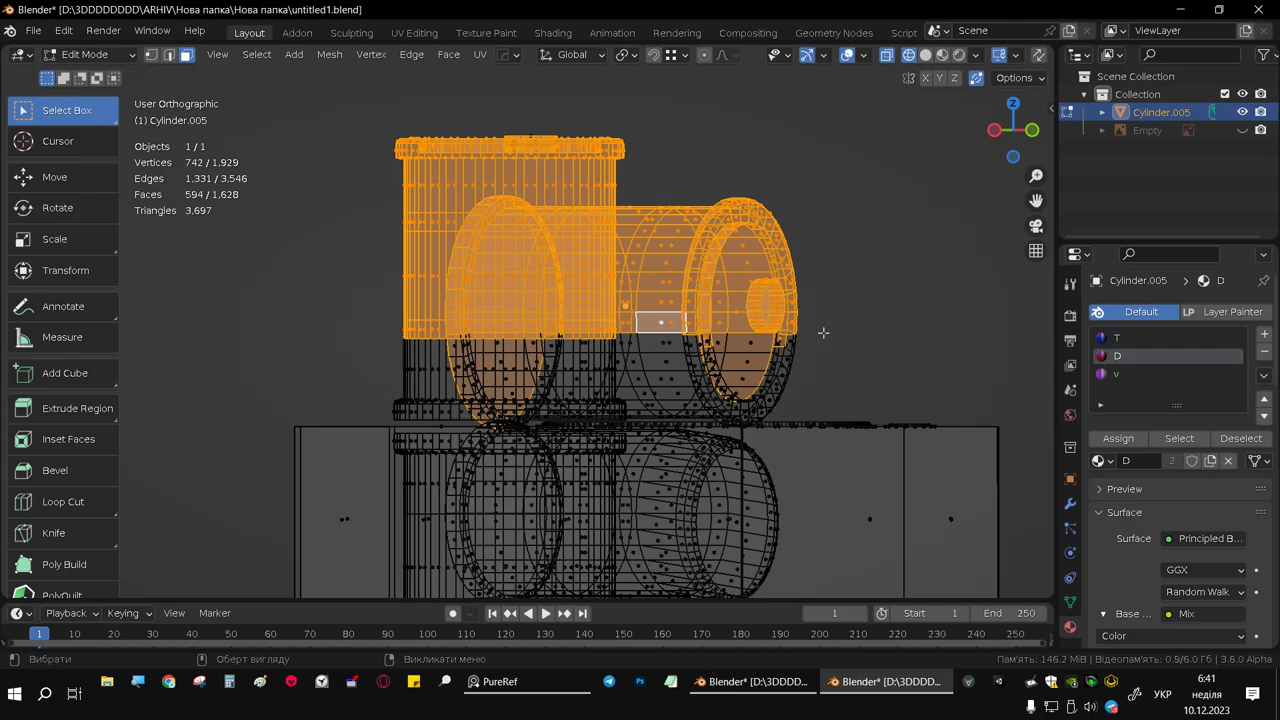 Blender* [D:\3DDDDDDDD\ARHIV\Нова папка\Нова папка\untitled1.blend]
File Edit Render Window Help Layout Addon Sculpting UV Editing Texture Paint Shading Animation Rendering Compositing Geometry Nodes Script Scene ViewLayer
Edit Mode View Select Add Mesh Vertex Edge Face UV Global
X Y Z Options
User Orthographic
(1) Cylinder.005
Objects 1 / 1
Vertices 742 / 1,929
Edges 1,331 / 3,546
Faces 594 / 1,628
Triangles 3,697
Select Box
Cursor
Move
Rotate
Scale
Transform
Annotate
Measure
Add Cube
Extrude Region
Inset Faces
Bevel
Loop Cut
Knife
Poly Build
PolyQuilt
Z
Scene Collection
Collection
Cylinder.005
Empty
Cylinder.005 D
Default LP Layer Painter
T
D
v
Assign Select Deselect
D 2
Preview
Surface
Surface Principled B...
GGX
Random Walk
Base ... Mix
Color
Playback Keying View Marker 1 Start 1 End 250
1 10 20 30 40 50 60 70 80 90 100 110 120 130 140 150 160 170 180 190 200 210 220 230 240 250
Вибрати Оберт вигляду Викликати меню Пам'ять: 146.2 MiB | Відеопам'ять: 0.9/6.0 Гб | 3.6.0 Alpha
PureRef Blender* [D:\3DDDD... Blender* [D:\3DDDD...
УКР
6:41
неділя
10.12.2023